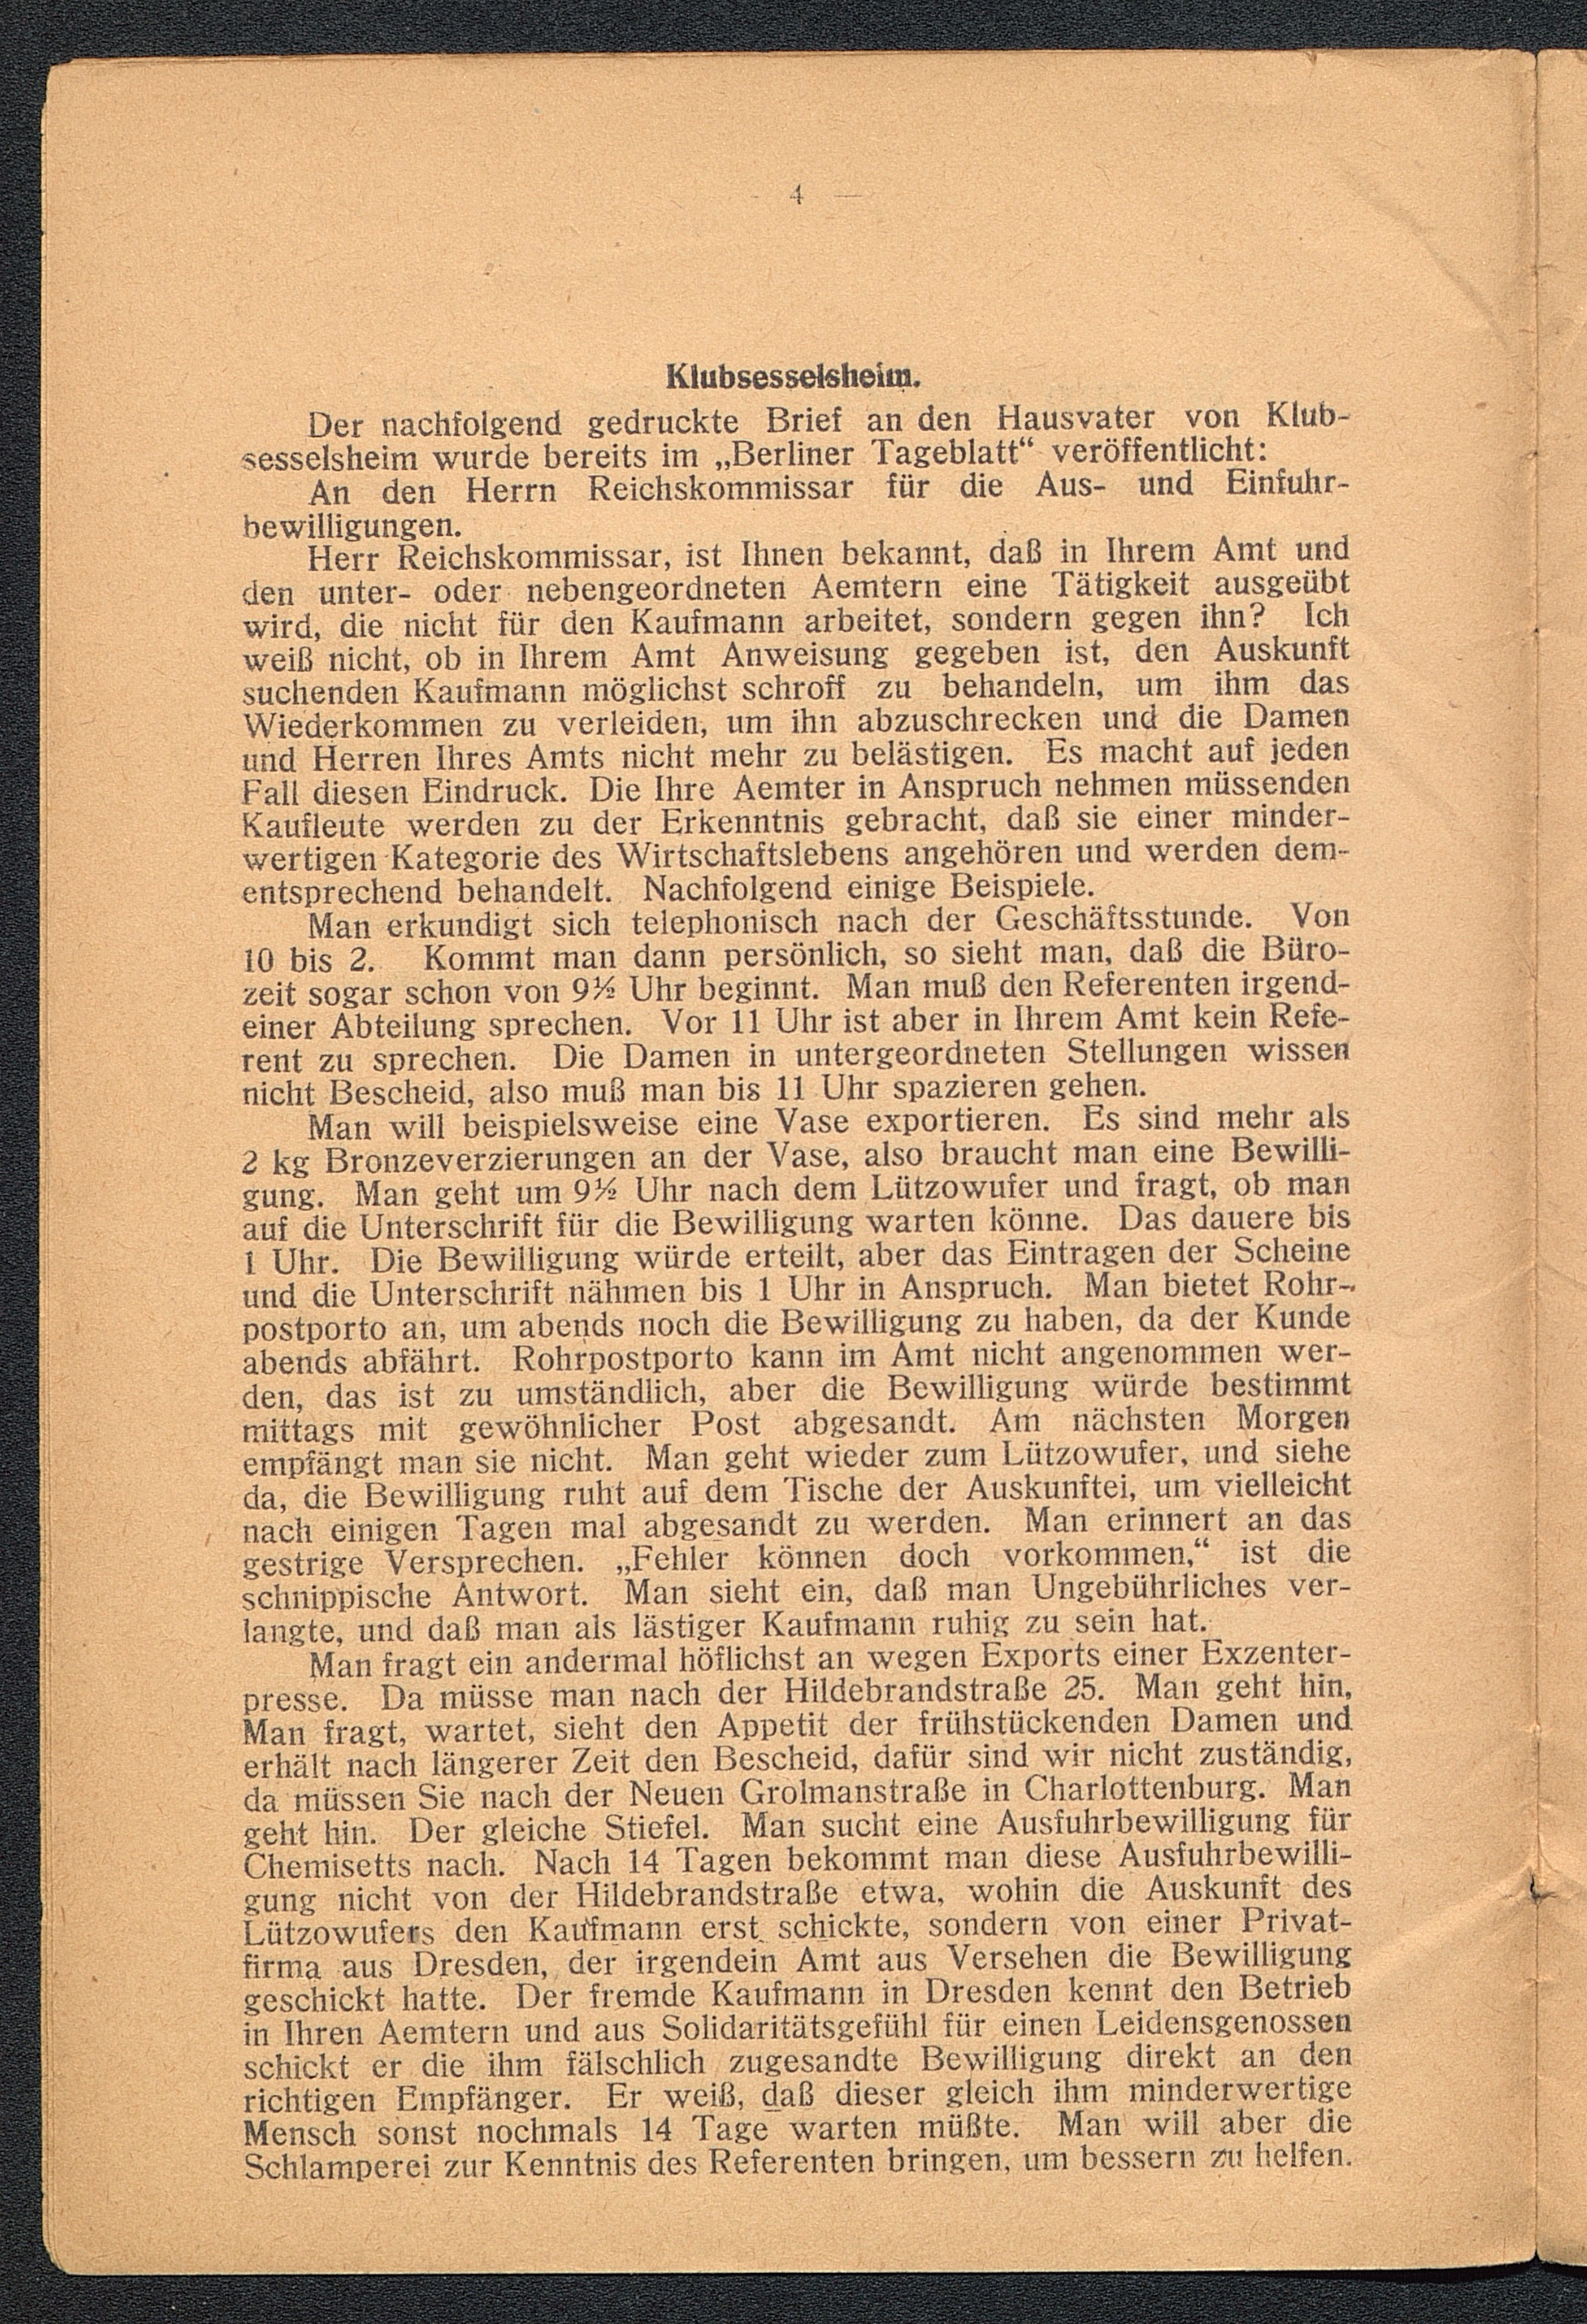 4 —
Klubsesselsheim.
Der nachfolgend gedruckte Brief an den Hausvater von Klub-
sesselsheim wurde bereits im „Berliner Tageblatt“ veröffentlicht:
An den Herrn Reichskommissar für die Aus- und Einfuhr-
bewilligungen.
Herr Reichskommissar, ist Ihnen bekannt, daß in Ihrem Amt und
den unter- oder nebengeordneten Aemtern eine Tätigkeit ausgeübt
wird, die nicht für den Kaufmann arbeitet, sondern gegen ihn? Ich
weiß nicht, ob in Ihrem Amt Anweisung gegeben ist, den Auskunft
suchenden Kaufmann möglichst schroff zu behandeln, um ihm das
Wiederkommen zu verleiden, um ihn abzuschrecken und die Damen
und Herren Ihres Amts nicht mehr zu belästigen. Es macht auf jeden
Fall diesen Eindruck. Die Ihre Aemter in Anspruch nehmen müssenden
Kaufleute werden zu der Erkenntnis gebracht, daß sie einer minder-
wertigen Kategorie des Wirtschaftslebens angehören und werden dem-
entsprechend behandelt. Nachfolgend einige Beispiele.
Man erkundigt sich telephonisch nach der Geschäftsstunde. Von
10 bis 2. Kommt man dann persönlich, so sieht man, daß die Büro-
zeit sogar schon von 9½ Uhr beginnt. Man muß den Referenten irgend-
einer Abteilung sprechen. Vor 11 Uhr ist aber in Ihrem Amt kein Refe-
rent zu sprechen. Die Damen in untergeordneten Stellungen wissen
nicht Bescheid, also muß man bis 11 Uhr spazieren gehen.
Man will beispielsweise eine Vase exportieren. Es sind mehr als
2 kg Bronzeverzierungen an der Vase, also braucht man eine Bewilli-
gung. Man geht um 9½ Uhr nach dem Lützowufer und fragt, ob man
auf die Unterschrift für die Bewilligung warten könne. Das dauere bis
1 Uhr. Die Bewilligung würde erteilt, aber das Eintragen der Scheine
und die Unterschrift nähmen bis 1 Uhr in Anspruch. Man bietet Rohr-
postporto an, um abends noch die Bewilligung zu haben, da der Kunde
abends abfährt. Rohrpostporto kann im Amt nicht angenommen wer-
den, das ist zu umständlich, aber die Bewilligung würde bestimmt
mittags mit gewöhnlicher Post abgesandt. Am nächsten Morgen
empfängt man sie nicht. Man geht wieder zum Lützowufer, und siehe
da, die Bewilligung ruht auf dem Tische der Auskunftei, um vielleicht
nach einigen Tagen mal abgesandt zu werden. Man erinnert an das
gestrige Versprechen. „Fehler können doch vorkommen,“ ist die
schnippische Antwort. Man sieht ein, daß man Ungebührliches ver-
langte, und daß man als lästiger Kaufmann ruhig zu sein hat.
Man fragt ein andermal höflichst an wegen Exports einer Exzenter-
presse. Da müsse man nach der Hildebrandstraße 25. Man geht hin,
Man fragt, wartet, sieht den Appetit der frühstückenden Damen und
erhält nach längerer Zeit den Bescheid, dafür sind wir nicht zuständig,
da müssen Sie nach der Neuen Grolmanstraße in Charlottenburg. Man
geht hin. Der gleiche Stiefel. Man sucht eine Ausfuhrbewilligung für
Chemisetts nach. Nach 14 Tagen bekommt man diese Ausfuhrbewilli-
gung nicht von der Hildebrandstraße etwa, wohin die Auskunft des
Lützowufers den Kaufmann erst schickte, sondern von einer Privat-
firma aus Dresden, der irgendein Amt aus Versehen die Bewilligung
geschickt hatte. Der fremde Kaufmann in Dresden kennt den Betrieb
in Ihren Aemtern und aus Solidaritätsgefühl für einen Leidensgenossen
schickt er die ihm fälschlich zugesandte Bewilligung direkt an den
richtigen Empfänger. Er weiß, daß dieser gleich ihm minderwertige
Mensch sonst nochmals 14 Tage warten müßte. Man will aber die
Schlamperei zur Kenntnis des Referenten bringen, um bessern zu helfen.